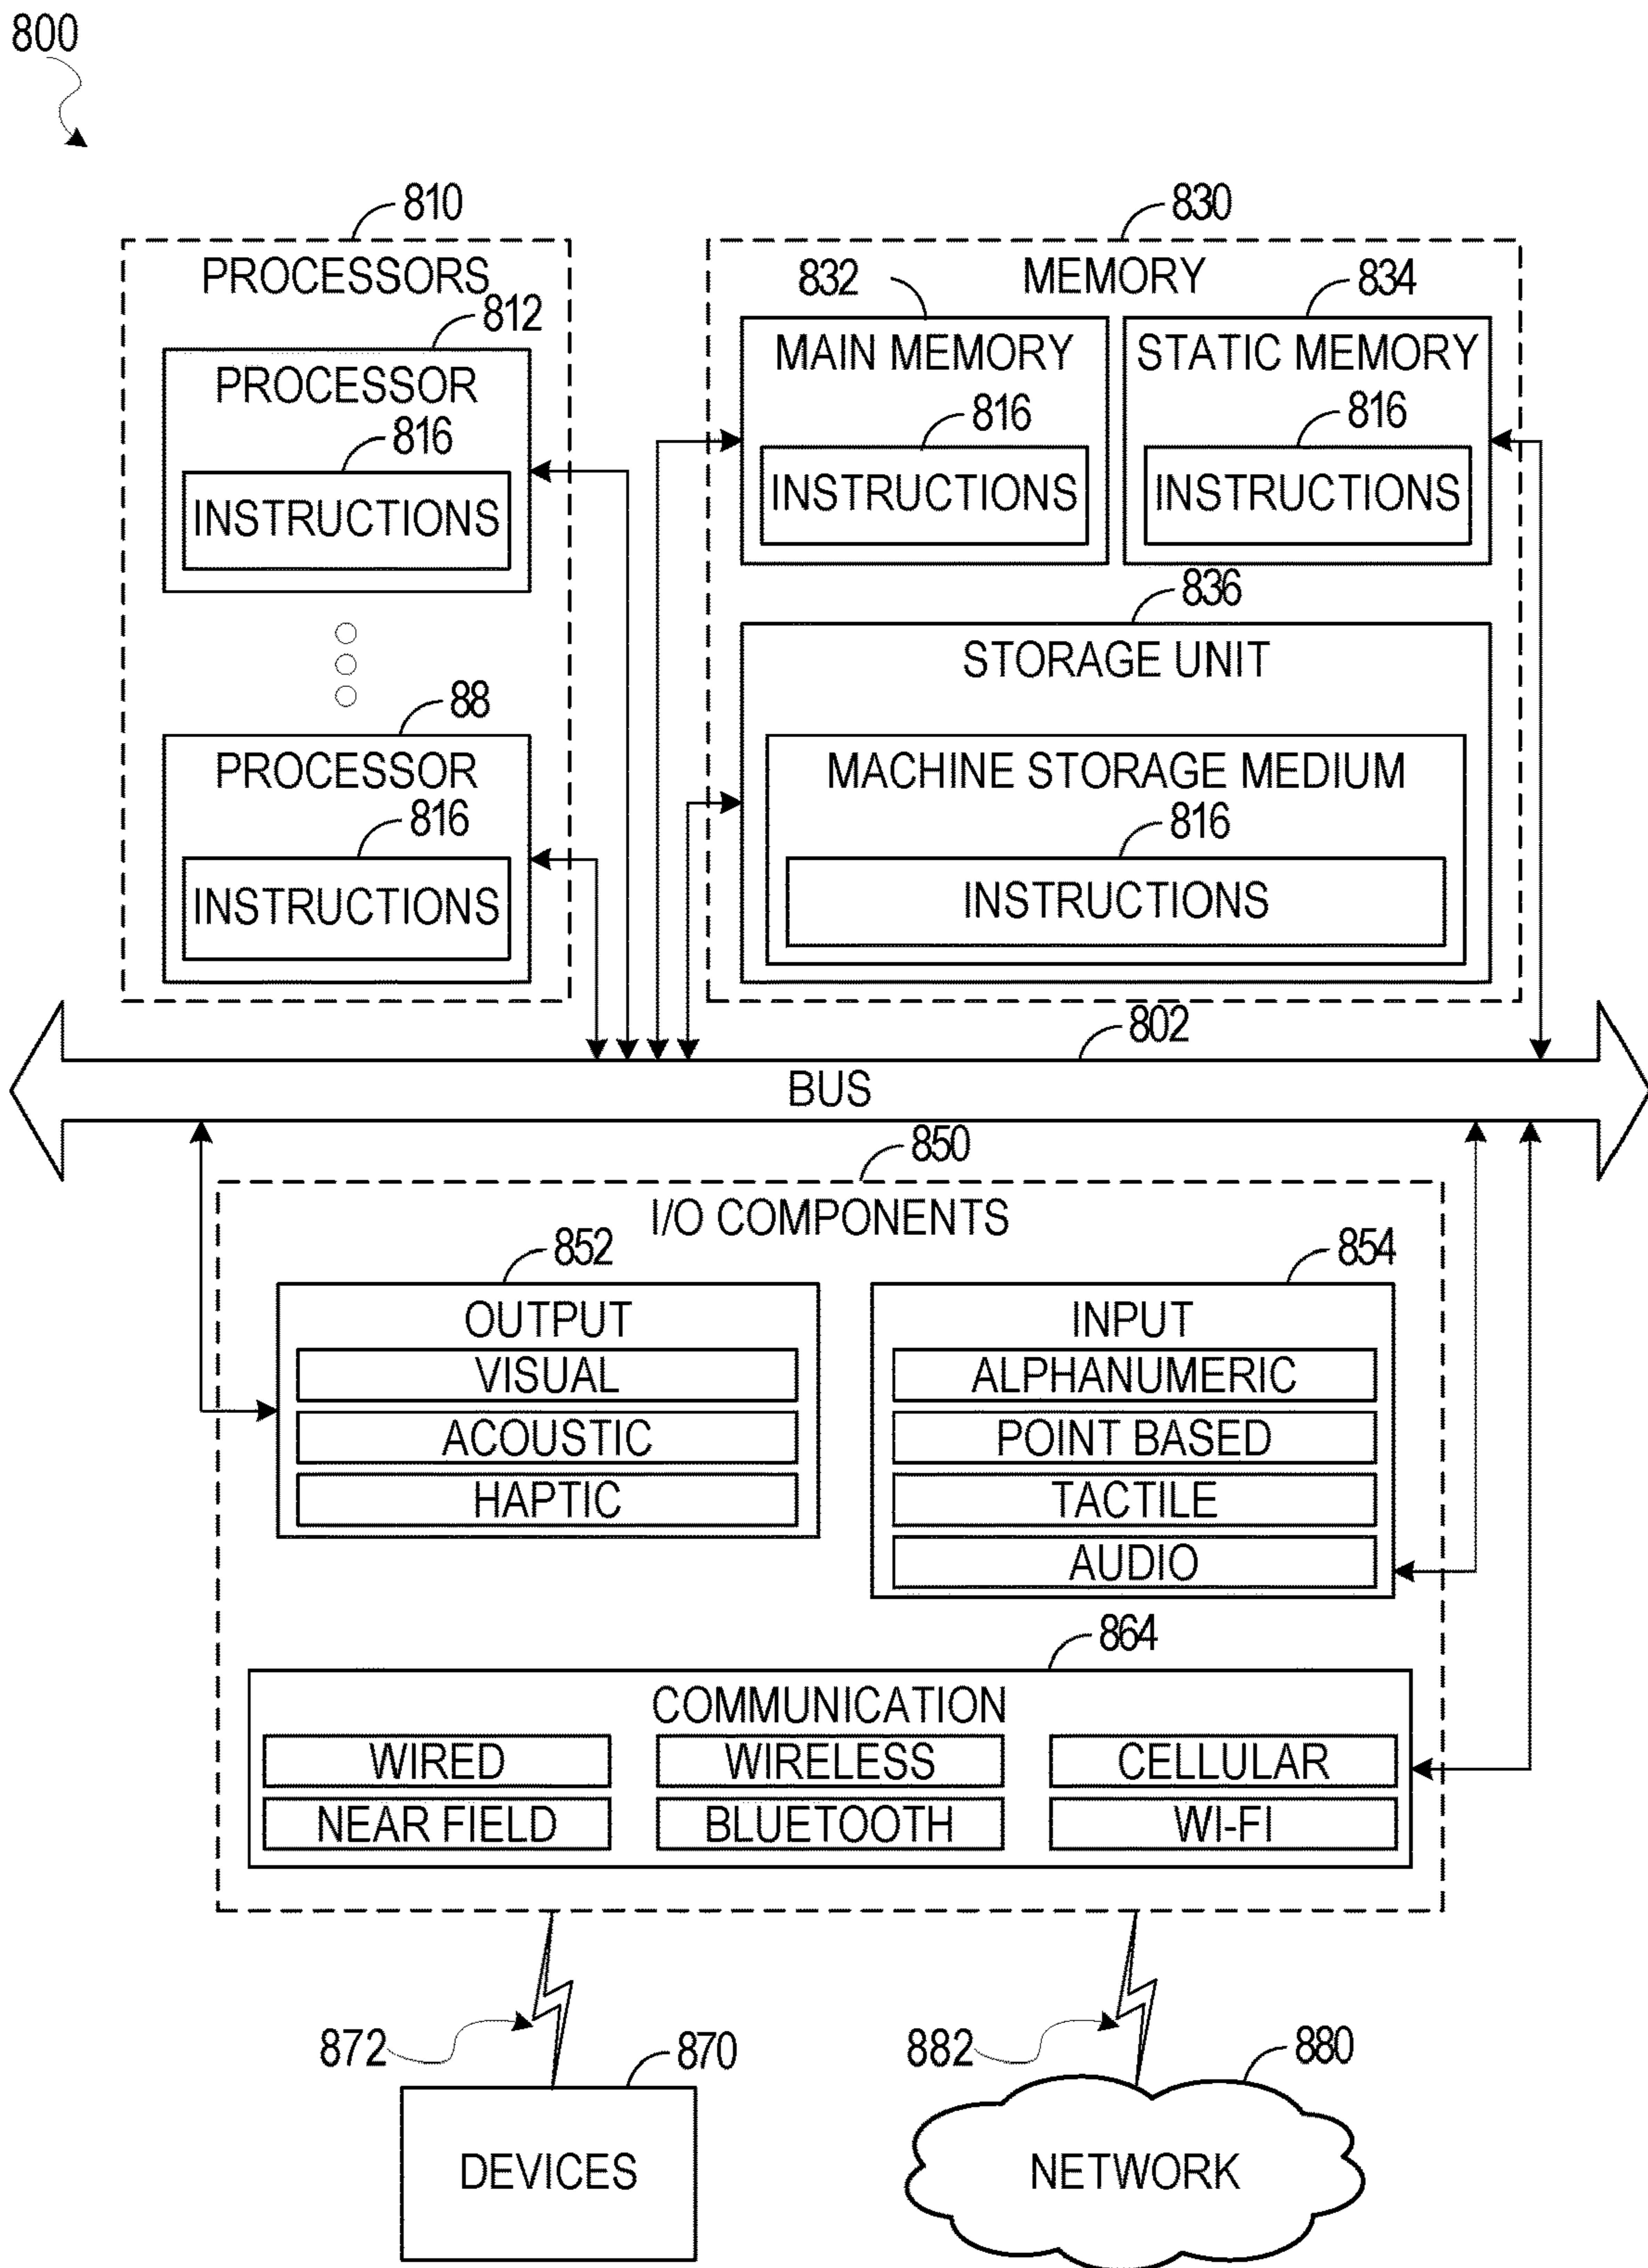 800
810
830
PROCESSORS
MEMORY
812
832
834
PROCESSOR
MAIN MEMORY
STATIC MEMORY
816
816
816
INSTRUCTIONS
INSTRUCTIONS
INSTRUCTIONS
836
STORAGE UNIT
88
PROCESSOR
MACHINE STORAGE MEDIUM
816
816
INSTRUCTIONS
INSTRUCTIONS
802
BUS
850
I/O COMPONENTS
852
854
OUTPUT
INPUT
VISUAL
ALPHANUMERIC
ACOUSTIC
POINT BASED
HAPTIC
TACTILE
AUDIO
864
COMMUNICATION
WIRED
WIRELESS
CELLULAR
NEAR FIELD
BLUETOOTH
WI-FI
872
870
882
880
DEVICES
NETWORK